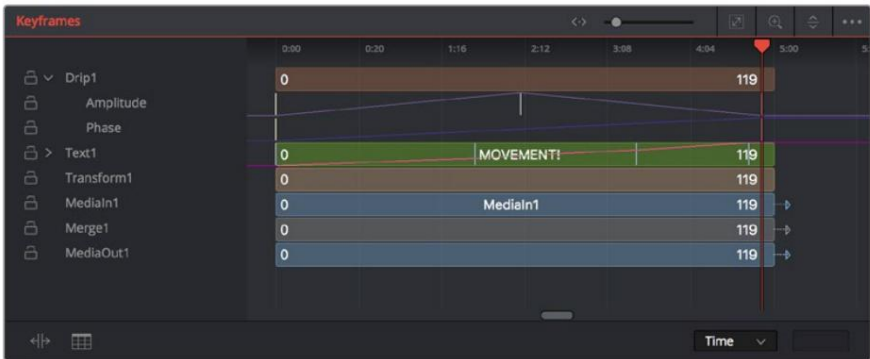 Keyframes
0:00 0:20 1:16 2:12 3:08 4:04 5:00 5:
Drip1 0 119
Amplitude
Phase
Text1 0 MOVEMENT! 119
Transform1 0 119
MediaIn1 0 MediaIn1 119
Merge1 0 119
MediaOut1 0 119
Time